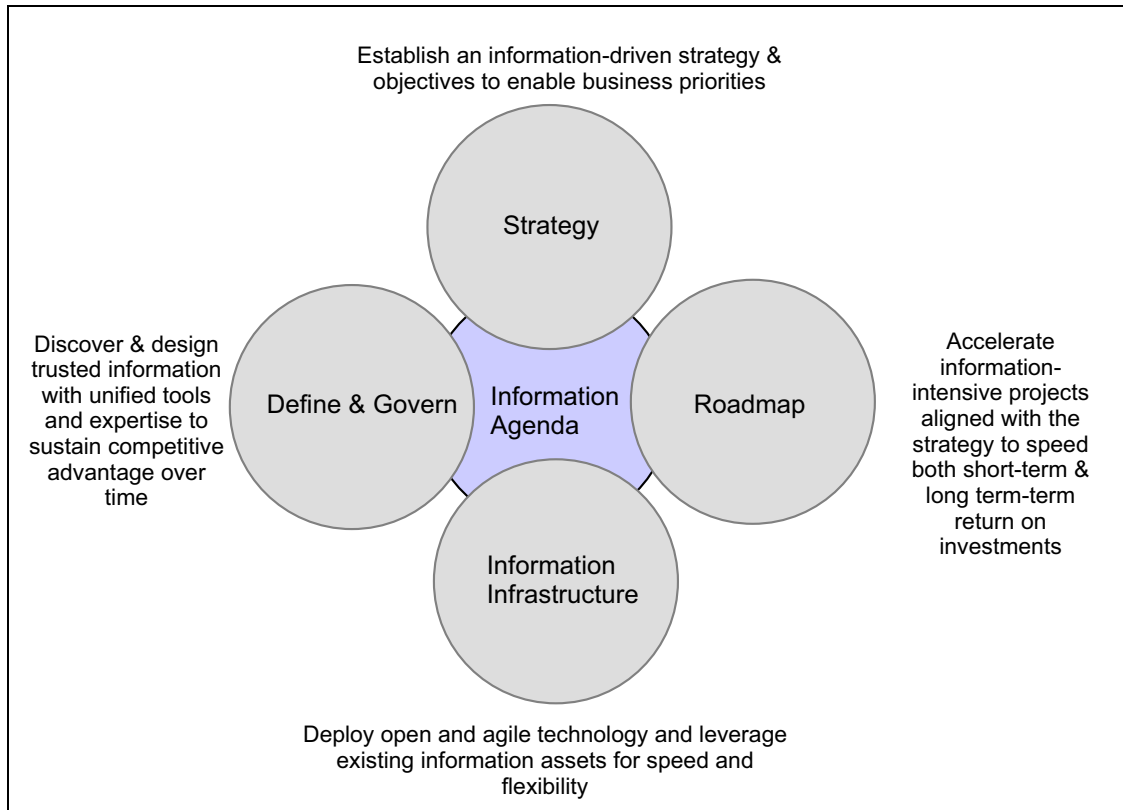 Establish an information-driven strategy &
objectives to enable business priorities
Strategy
Discover & design
trusted information
with unified tools
and expertise to
sustain competitive
advantage over
time
Define & Govern
Information
Agenda
Roadmap
Accelerate
information-
intensive projects
aligned with the
strategy to speed
both short-term &
long term-term
return on
investments
Information
Infrastructure
Deploy open and agile technology and leverage
existing information assets for speed and
flexibility